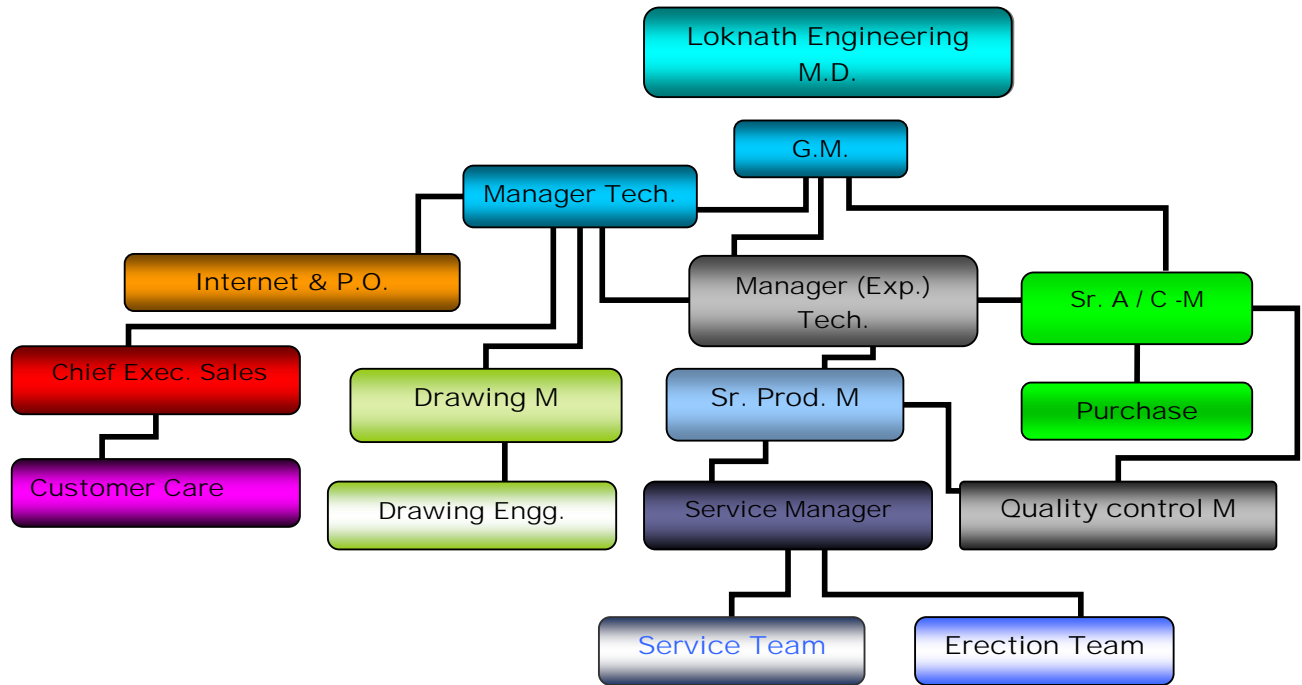 Loknath Engineering
M.D.
G.M.
Manager Tech.
Internet & P.O.
Manager (Exp.)
Tech.
Sr. A / C -M
Chief Exec. Sales
Drawing M
Sr. Prod. M
Purchase
Customer Care
Drawing Engg.
Service Manager
Quality control M
Service Team
Erection Team